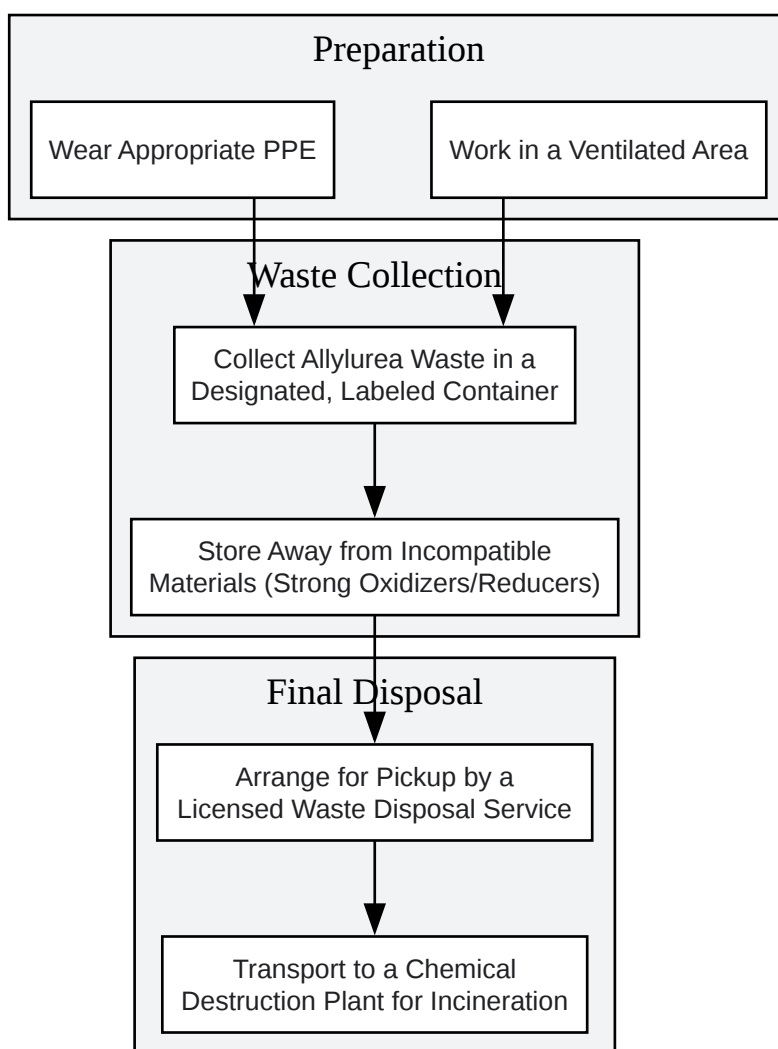 Preparation
Wear Appropriate PPE
Work in a Ventilated Area
Waste Collection
Collect Allylurea Waste in a
Designated, Labeled Container
Store Away from Incompatible
Materials (Strong Oxidizers/Reducers)
Final Disposal
Arrange for Pickup by a
Licensed Waste Disposal Service
Transport to a Chemical
Destruction Plant for Incineration